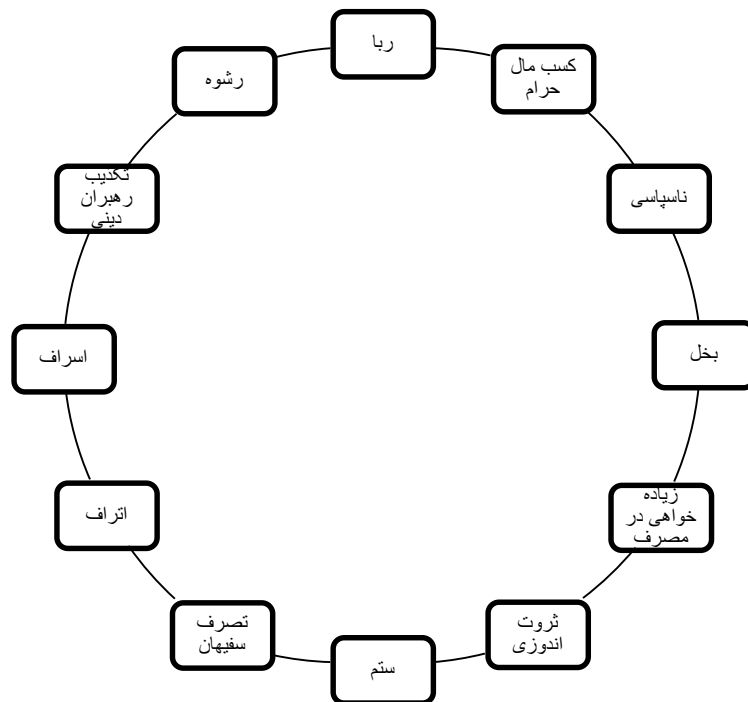 ربا
کسب مال
حرام
ناسپاسی
بخل
زیاده
خواهی در
مصرف
ثروت
اندوزی
ستم
تصرف
سفیهان
اتراف
اسراف
تکذیب
رهبران
دینی
رشوه